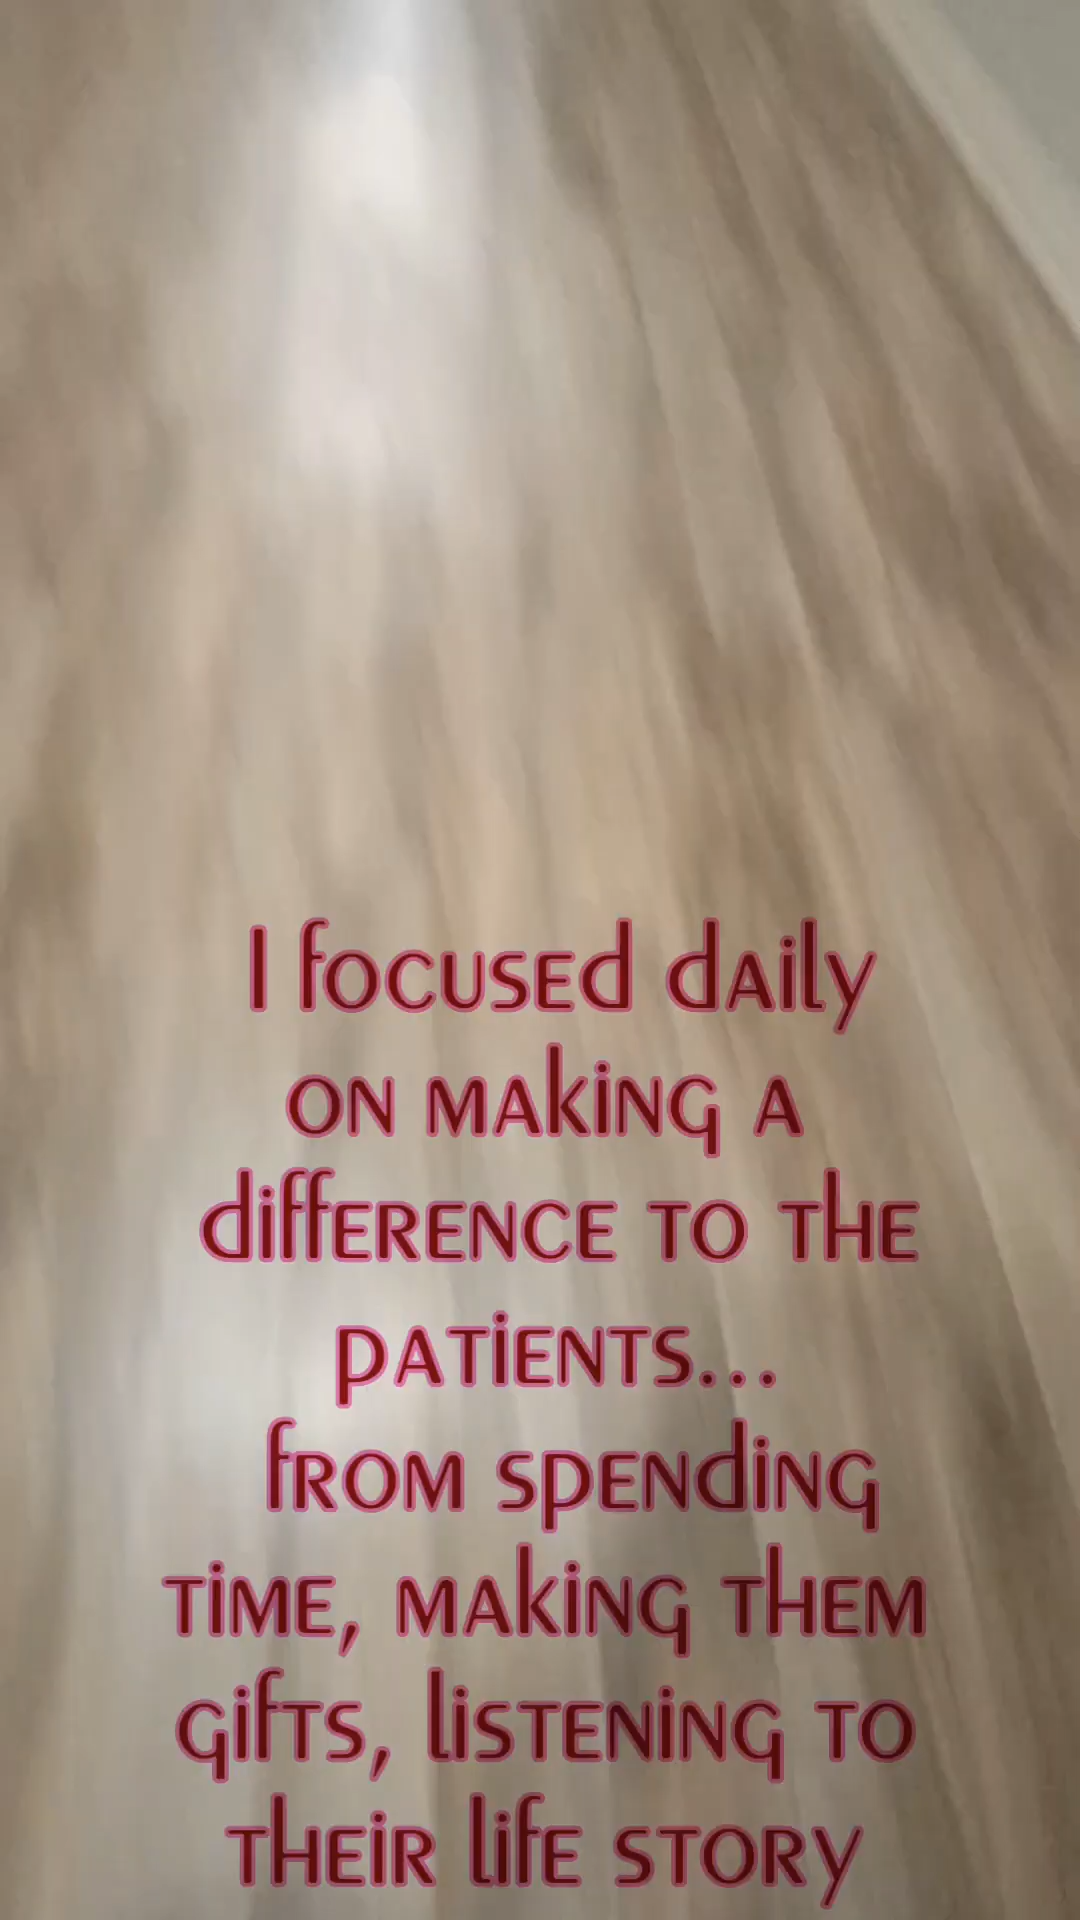 I focused daily
on making a
difference to the
patients...
from spending
time, making them
gifts, listening to
their life story